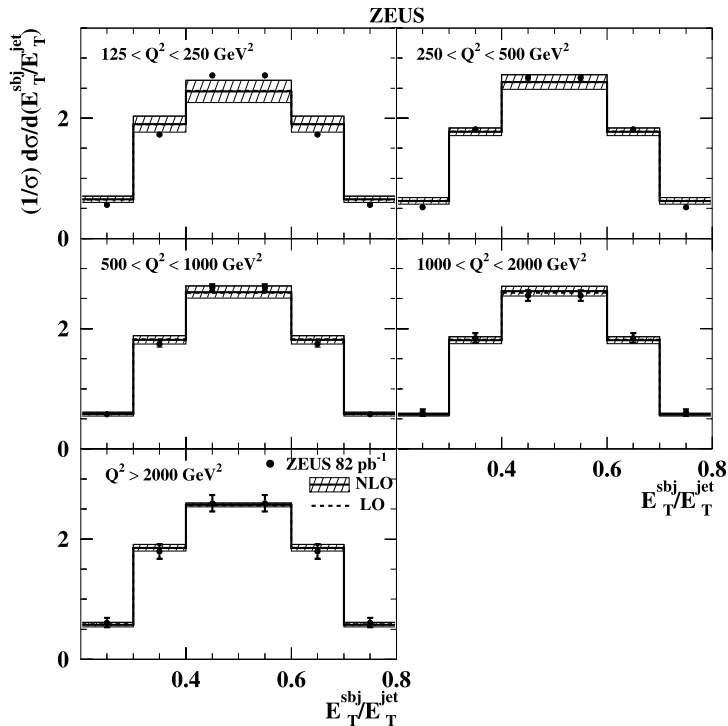 ZEUS
(1/σ) dσ/d(E_T^sbj/E_T^jet)
125 < Q² < 250 GeV²
250 < Q² < 500 GeV²
2
0
500 < Q² < 1000 GeV²
1000 < Q² < 2000 GeV²
2
0
0.4 0.6 0.8
E_T^sbj/E_T^jet
Q² > 2000 GeV²
ZEUS 82 pb⁻¹
NLO
LO
2
0
0.4 0.6 0.8
E_T^sbj/E_T^jet